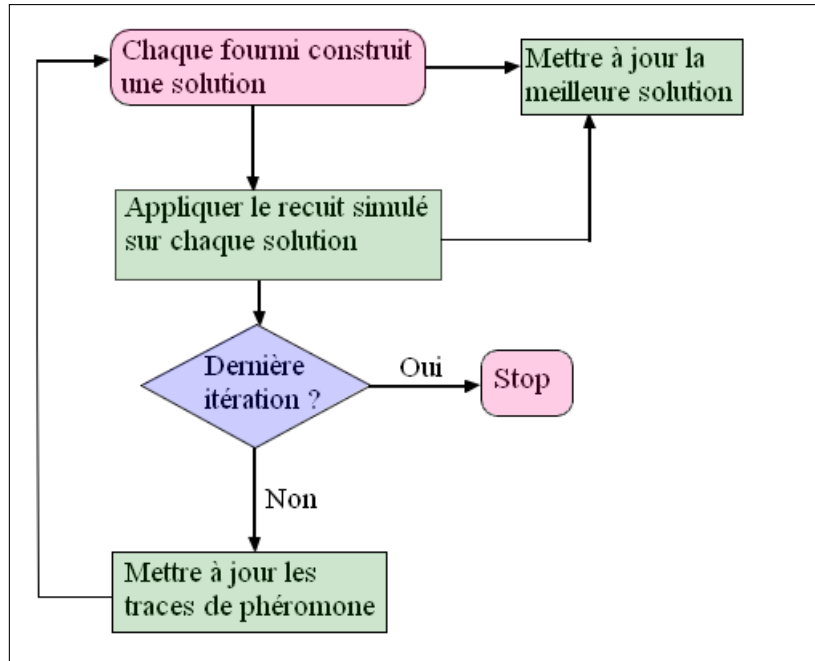 Chaque fourmi construit
une solution
Mettre à jour la
meilleure solution
Appliquer le recuit simulé
sur chaque solution
Dernière
itération ?
Oui
Stop
Non
Mettre à jour les
traces de phéromone